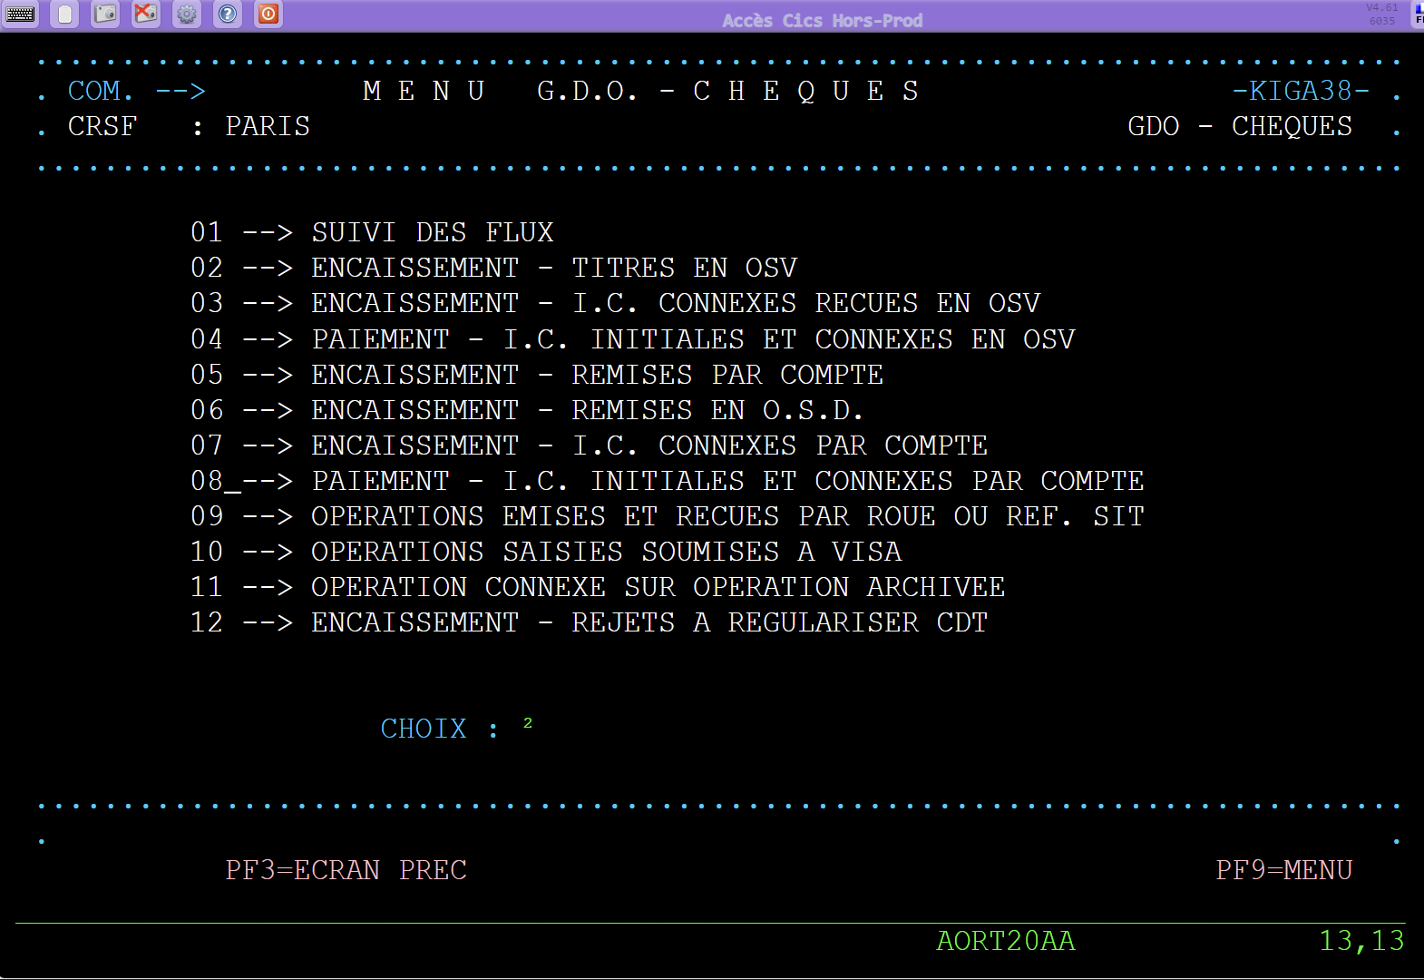 Accès Cics Hors-Prod
V4.61
6035
COM. --> M E N U G.D.O. - C H E Q U E S -KIGA38-
. CRSF : PARIS GDO - CHEQUES .
01 --> SUIVI DES FLUX
02 --> ENCAISSEMENT - TITRES EN OSV
03 --> ENCAISSEMENT - I.C. CONNEXES RECUES EN OSV
04 --> PAIEMENT - I.C. INITIALES ET CONNEXES EN OSV
05 --> ENCAISSEMENT - REMISES PAR COMPTE
06 --> ENCAISSEMENT - REMISES EN O.S.D.
07 --> ENCAISSEMENT - I.C. CONNEXES PAR COMPTE
08_--> PAIEMENT - I.C. INITIALES ET CONNEXES PAR COMPTE
09 --> OPERATIONS EMISES ET RECUES PAR ROUE OU REF. SIT
10 --> OPERATIONS SAISIES SOUMISES A VISA
11 --> OPERATION CONNEXE SUR OPERATION ARCHIVEE
12 --> ENCAISSEMENT - REJETS A REGULARISER CDT
CHOIX : ²
PF3=ECRAN PREC PF9=MENU
AORT20AA 13,13